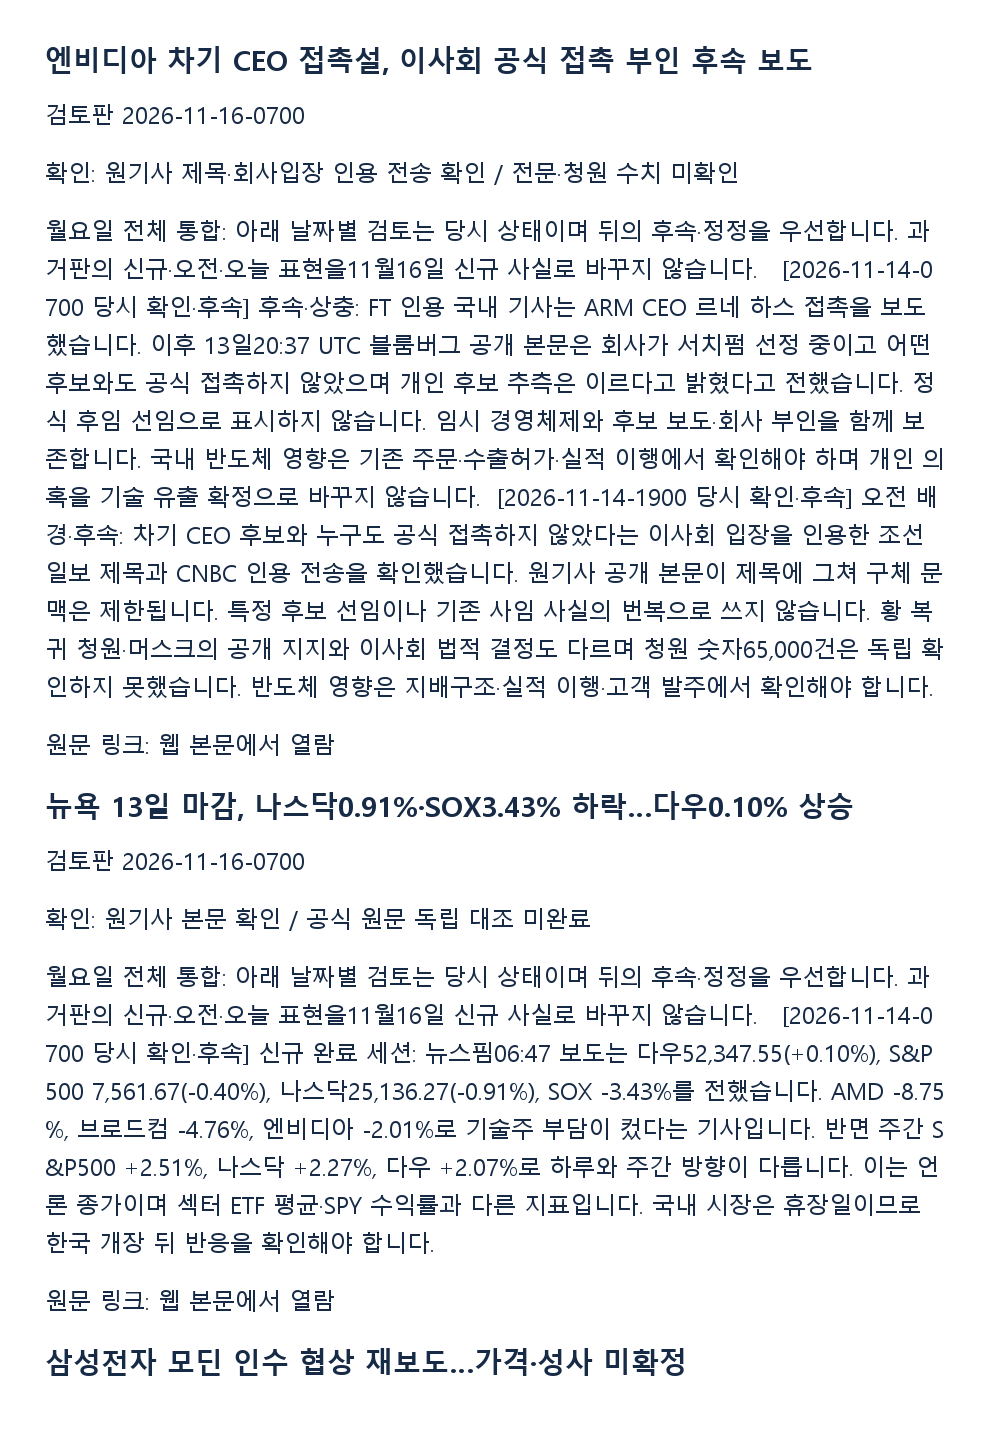 엔비디아 차기 CEO 접촉설, 이사회 공식 접촉 부인 후속 보도
검토판 2026-11-16-0700
확인: 원기사 제목·회사입장 인용 전송 확인 / 전문·청원 수치 미확인
월요일 전체 통합: 아래 날짜별 검토는 당시 상태이며 뒤의 후속·정정을 우선합니다. 과
거판의 신규·오전·오늘 표현을11월16일 신규 사실로 바꾸지 않습니다. [2026-11-14-0
700 당시 확인·후속] 후속·상충: FT 인용 국내 기사는 ARM CEO 르네 하스 접촉을 보도
했습니다. 이후 13일20:37 UTC 블룸버그 공개 본문은 회사가 서치펌 선정 중이고 어떤
후보와도 공식 접촉하지 않았으며 개인 후보 추측은 이르다고 밝혔다고 전했습니다. 정
식 후임 선임으로 표시하지 않습니다. 임시 경영체제와 후보 보도·회사 부인을 함께 보
존합니다. 국내 반도체 영향은 기존 주문·수출허가·실적 이행에서 확인해야 하며 개인 의
혹을 기술 유출 확정으로 바꾸지 않습니다. [2026-11-14-1900 당시 확인·후속] 오전 배
경·후속: 차기 CEO 후보와 누구도 공식 접촉하지 않았다는 이사회 입장을 인용한 조선
일보 제목과 CNBC 인용 전송을 확인했습니다. 원기사 공개 본문이 제목에 그쳐 구체 문
맥은 제한됩니다. 특정 후보 선임이나 기존 사임 사실의 번복으로 쓰지 않습니다. 황 복
귀 청원·머스크의 공개 지지와 이사회 법적 결정도 다르며 청원 숫자65,000건은 독립 확
인하지 못했습니다. 반도체 영향은 지배구조·실적 이행·고객 발주에서 확인해야 합니다.
원문 링크: 웹 본문에서 열람
뉴욕 13일 마감, 나스닥0.91%·SOX3.43% 하락…다우0.10% 상승
검토판 2026-11-16-0700
확인: 원기사 본문 확인 / 공식 원문 독립 대조 미완료
월요일 전체 통합: 아래 날짜별 검토는 당시 상태이며 뒤의 후속·정정을 우선합니다. 과
거판의 신규·오전·오늘 표현을11월16일 신규 사실로 바꾸지 않습니다. [2026-11-14-0
700 당시 확인·후속] 신규 완료 세션: 뉴스핌06:47 보도는 다우52,347.55(+0.10%), S&P
500 7,561.67(-0.40%), 나스닥25,136.27(-0.91%), SOX -3.43%를 전했습니다. AMD -8.75
%, 브로드컴 -4.76%, 엔비디아 -2.01%로 기술주 부담이 컸다는 기사입니다. 반면 주간 S
&P500 +2.51%, 나스닥 +2.27%, 다우 +2.07%로 하루와 주간 방향이 다릅니다. 이는 언
론 종가이며 섹터 ETF 평균·SPY 수익률과 다른 지표입니다. 국내 시장은 휴장일이므로
한국 개장 뒤 반응을 확인해야 합니다.
원문 링크: 웹 본문에서 열람
삼성전자 모딘 인수 협상 재보도…가격·성사 미확정